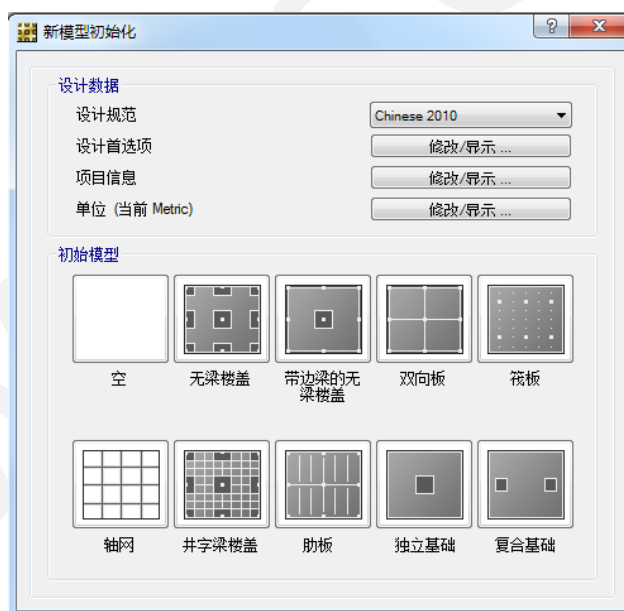 新模型初始化
设计数据
设计规范
Chinese 2010
设计首选项
修改/显示 ...
项目信息
修改/显示 ...
单位 (当前 Metric)
修改/显示 ...
初始模型
空
无梁楼盖
带边梁的无
梁楼盖
双向板
筏板
轴网
井字梁楼盖
肋板
独立基础
复合基础